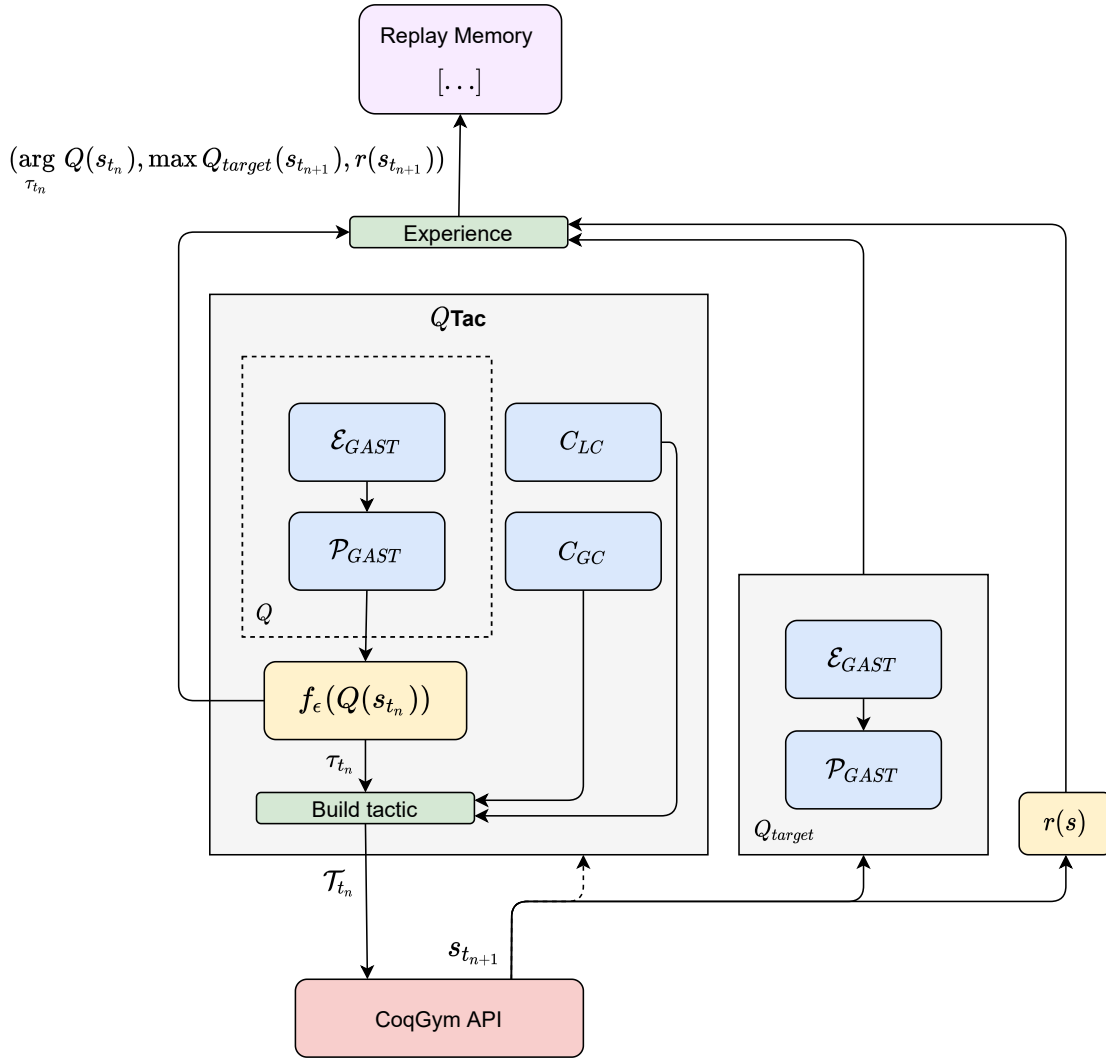 Replay Memory
[...]
(arg Q(s_{t_n}), max Q_{target}(s_{t_{n+1}}), r(s_{t_{n+1}}))
τ_{t_n}
Experience
QTac
ℰ_{GAST}
C_{LC}
𝒫_{GAST}
C_{GC}
Q
f_ϵ(Q(s_{t_n}))
τ_{t_n}
Build tactic
𝒯_{t_n}
ℰ_{GAST}
𝒫_{GAST}
Q_{target}
r(s)
s_{t_{n+1}}
CoqGym API